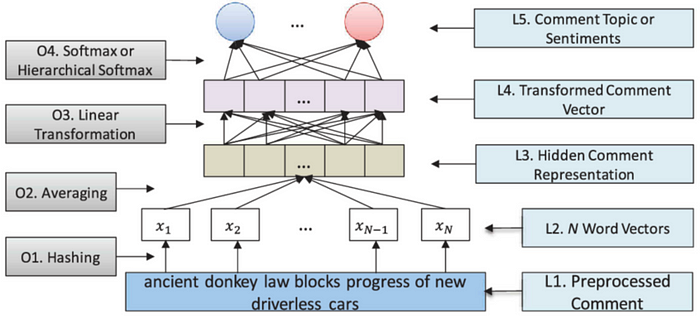 ...
L5. Comment Topic or
Sentiments
O4. Softmax or
Hierarchical Softmax
...
L4. Transformed Comment
Vector
O3. Linear
Transformation
...
L3. Hidden Comment
Representation
O2. Averaging
x1 x2 ... xN−1 xN
L2. N Word Vectors
O1. Hashing
ancient donkey law blocks progress of new
driverless cars
L1. Preprocessed
Comment